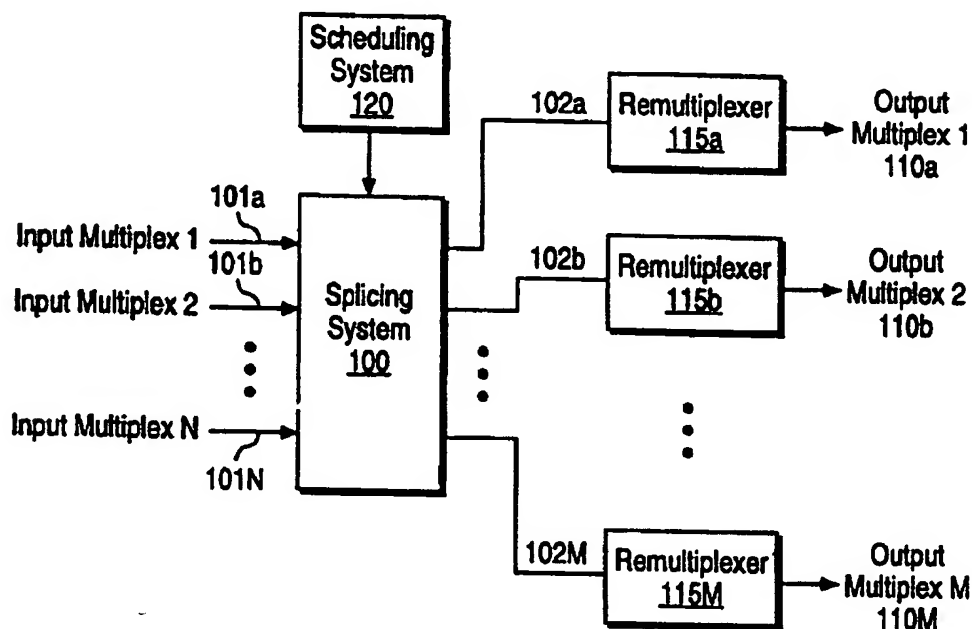 Scheduling
System
120
102a
Remultiplexer
115a
Output
Multiplex 1
110a
101a
Input Multiplex 1
101b
Input Multiplex 2
Splicing
System
100
102b
Remultiplexer
115b
Output
Multiplex 2
110b
Input Multiplex N
101N
102M
Remultiplexer
115M
Output
Multiplex M
110M